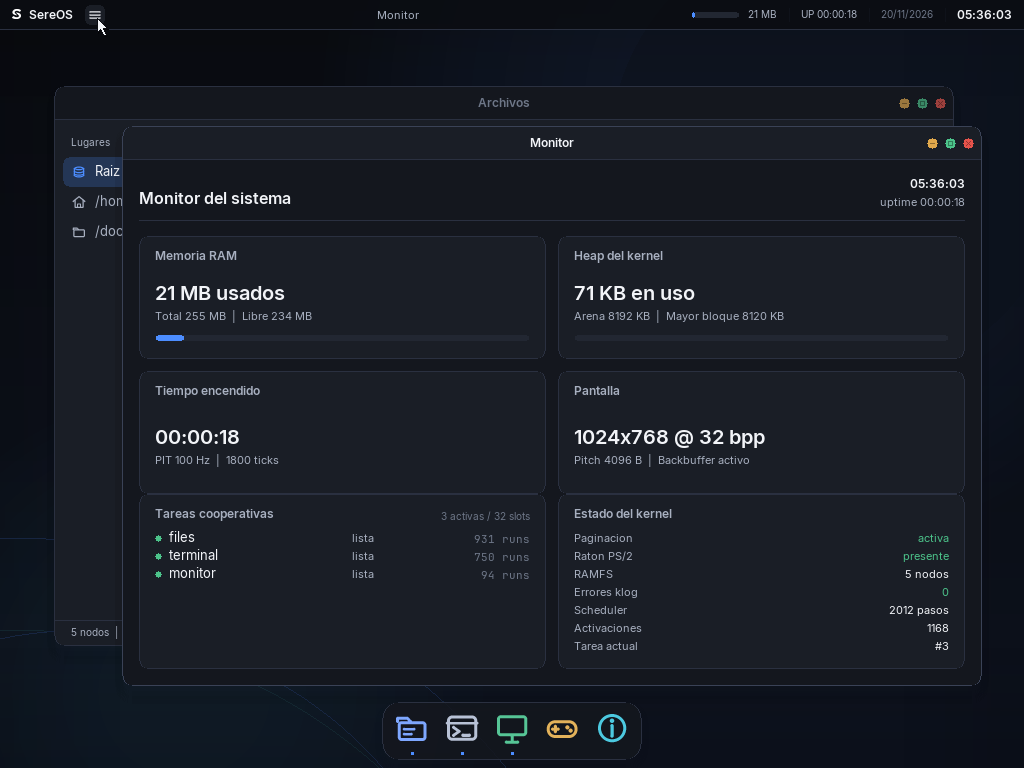 SereOS Monitor 21 MB UP 00:00:18 20/11/2026 05:36:03
Archivos
Lugares
Raiz
/hom
/doc
5 nodos |
Monitor
Monitor del sistema
05:36:03
uptime 00:00:18
Memoria RAM
21 MB usados
Total 255 MB | Libre 234 MB
Heap del kernel
71 KB en uso
Arena 8192 KB | Mayor bloque 8120 KB
Tiempo encendido
00:00:18
PIT 100 Hz | 1800 ticks
Pantalla
1024x768 @ 32 bpp
Pitch 4096 B | Backbuffer activo
Tareas cooperativas 3 activas / 32 slots
files lista 931 runs
terminal lista 750 runs
monitor lista 94 runs
Estado del kernel
Paginacion activa
Raton PS/2 presente
RAMFS 5 nodos
Errores klog 0
Scheduler 2012 pasos
Activaciones 1168
Tarea actual #3